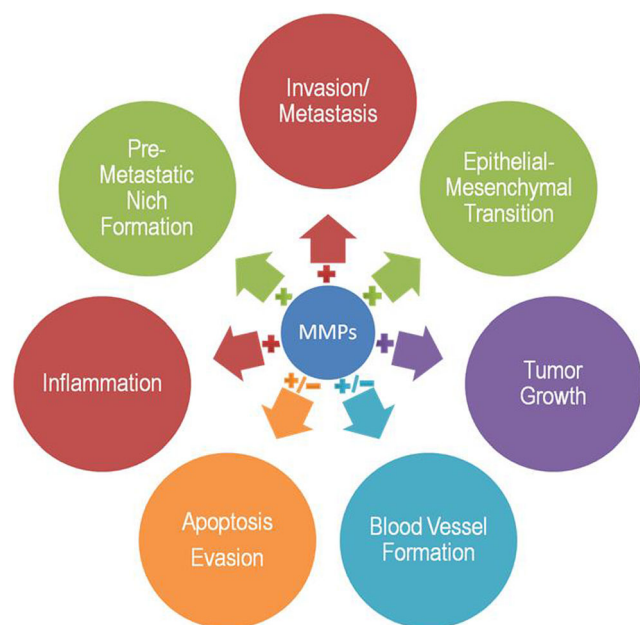 Invasion/
Metastasis
Epithelial-
Mesenchymal
Transition
Tumor
Growth
Blood Vessel
Formation
Apoptosis
Evasion
Inflammation
Pre-
Metastatic
Nich
Formation
MMPs
+
+
+
+/-
+/-
+
+